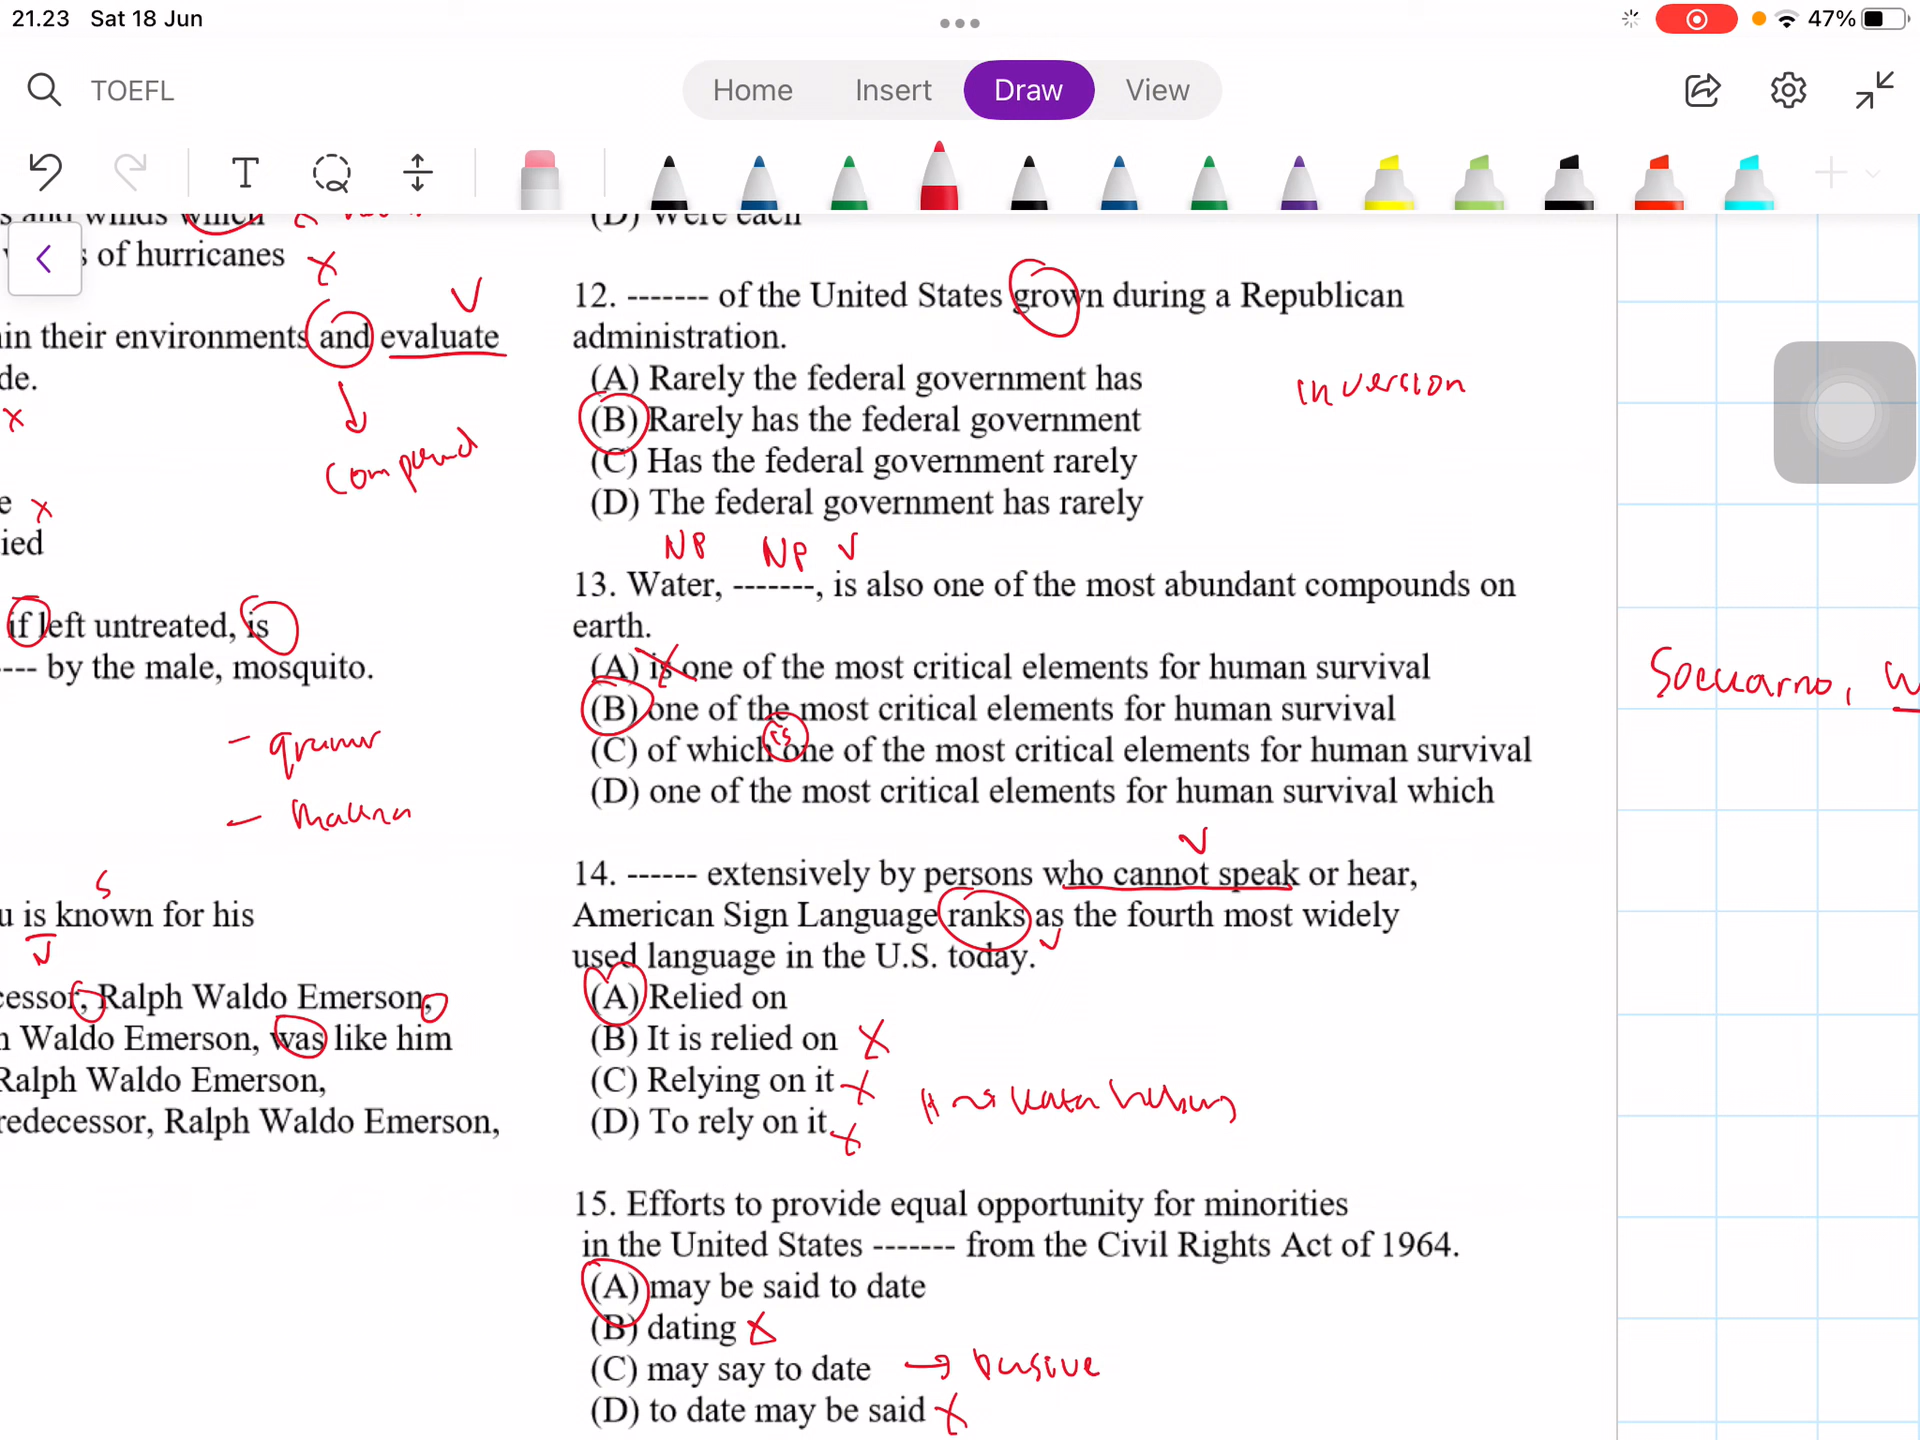 21.23 Sat 18 Jun
47%
TOEFL
Home Insert Draw View
T
s and winds which
s of hurricanes x
V
in their environments and evaluate
de.
x
compound
e x
ied
if left untreated, is
---- by the male, mosquito.
S
u is known for his
V
cessor, Ralph Waldo Emerson,
n Waldo Emerson, was like him
Ralph Waldo Emerson,
redecessor, Ralph Waldo Emerson,
(D) Were each
12. ------- of the United States grown during a Republican
administration.
(A) Rarely the federal government has
inversion
(B) Rarely has the federal government
(C) Has the federal government rarely
(D) The federal government has rarely
NP NP V
13. Water, -------, is also one of the most abundant compounds on
earth.
(A) is one of the most critical elements for human survival
(B) one of the most critical elements for human survival
is
(C) of which one of the most critical elements for human survival
(D) one of the most critical elements for human survival which
V
14. ------ extensively by persons who cannot speak or hear,
American Sign Language ranks as the fourth most widely
V
used language in the U.S. today.
(A) Relied on
(B) It is relied on x
(C) Relying on it x
(D) To rely on it x
15. Efforts to provide equal opportunity for minorities
in the United States ------- from the Civil Rights Act of 1964.
(A) may be said to date
(B) dating x
(C) may say to date → pasive
(D) to date may be said x
Soekarno, w